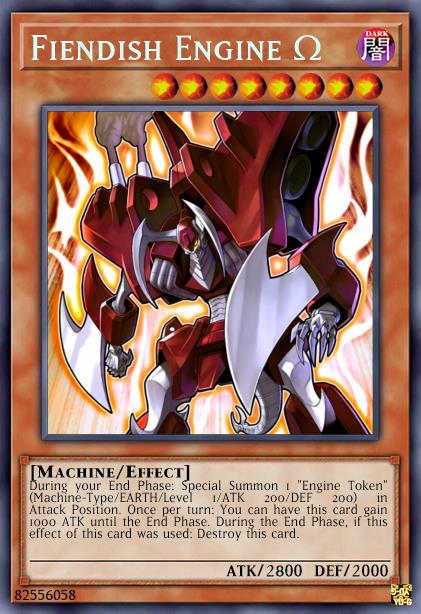 Fiendish Engine Ω
DARK
闇
[Machine/Effect]
During your End Phase: Special Summon 1 "Engine Token"
(Machine-Type/EARTH/Level 1/ATK 200/DEF 200) in
Attack Position. Once per turn: You can have this card gain
1000 ATK until the End Phase. During the End Phase, if this
effect of this card was used: Destroy this card.
ATK/2800 DEF/2000
82556058